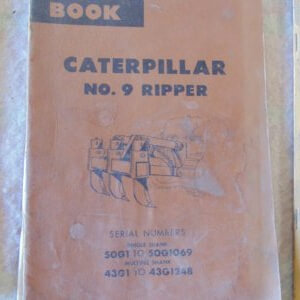 BOOK
CATERPILLAR
NO. 9 RIPPER
SERIAL NUMBERS
SINGLE SHANK
50G1 TO 50G1069
MULTIPLE SHANK
43G1 TO 43G1248